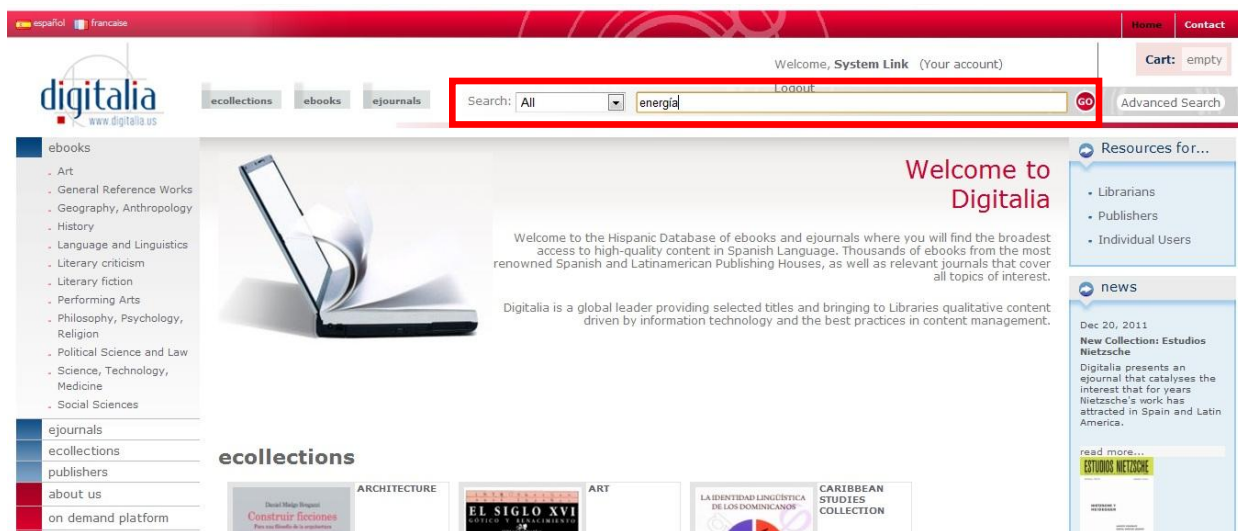 español francaise
Home Contact
Welcome, System Link (Your account)
Cart: empty
Logout
digitalia
www.digitalia.us
ecollections ebooks ejournals
Search: All energía GO Advanced Search
ebooks
Art
General Reference Works
Geography, Anthropology
History
Language and Linguistics
Literary criticism
Literary fiction
Performing Arts
Philosophy, Psychology,
Religion
Political Science and Law
Science, Technology,
Medicine
Social Sciences
ejournals
ecollections
publishers
about us
on demand platform
Welcome to
Digitalia
Welcome to the Hispanic Database of ebooks and ejournals where you will find the broadest
access to high-quality content in Spanish Language. Thousands of ebooks from the most
renowned Spanish and Latinamerican Publishing Houses, as well as relevant journals that cover
all topics of interest.
Digitalia is a global leader providing selected titles and bringing to Libraries qualitative content
driven by information technology and the best practices in content management.
ecollections
ARCHITECTURE
Construir ficciones
ART
EL SIGLO XVI
GÓTICO Y RENACIMIENTO
CARIBBEAN
STUDIES
COLLECTION
LA IDENTIDAD LINGÜÍSTICA
DE LOS DOMINICANOS
Resources for...
Librarians
Publishers
Individual Users
news
Dec 20, 2011
New Collection: Estudios
Nietzsche
Digitalia presents an
ejournal that catalyses the
interest that for years
Nietzsche's work has
attracted in Spain and Latin
America.
read more...
ESTUDIOS NIETZSCHE